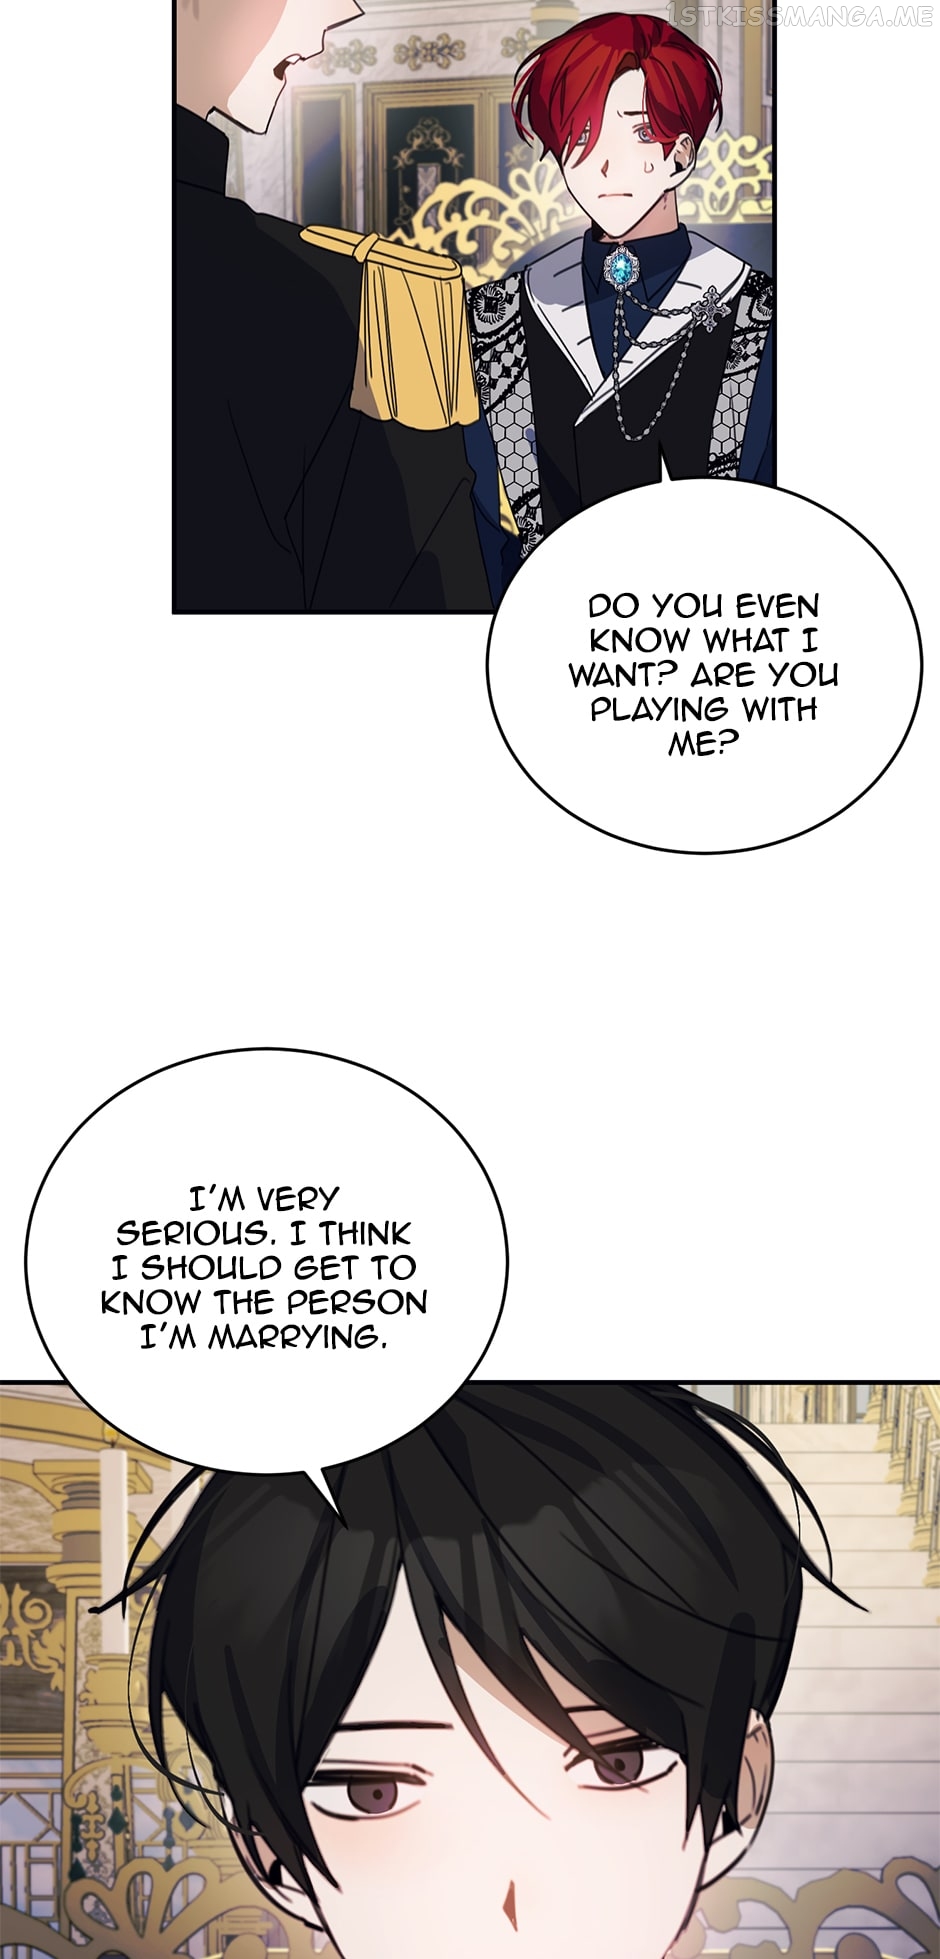 1STKISSMANGA.ME
DO YOU EVEN
KNOW WHAT I
WANT? ARE YOU
PLAYING WITH
ME?
I'M VERY
SERIOUS. I THINK
I SHOULD GET TO
KNOW THE PERSON
I'M MARRYING.